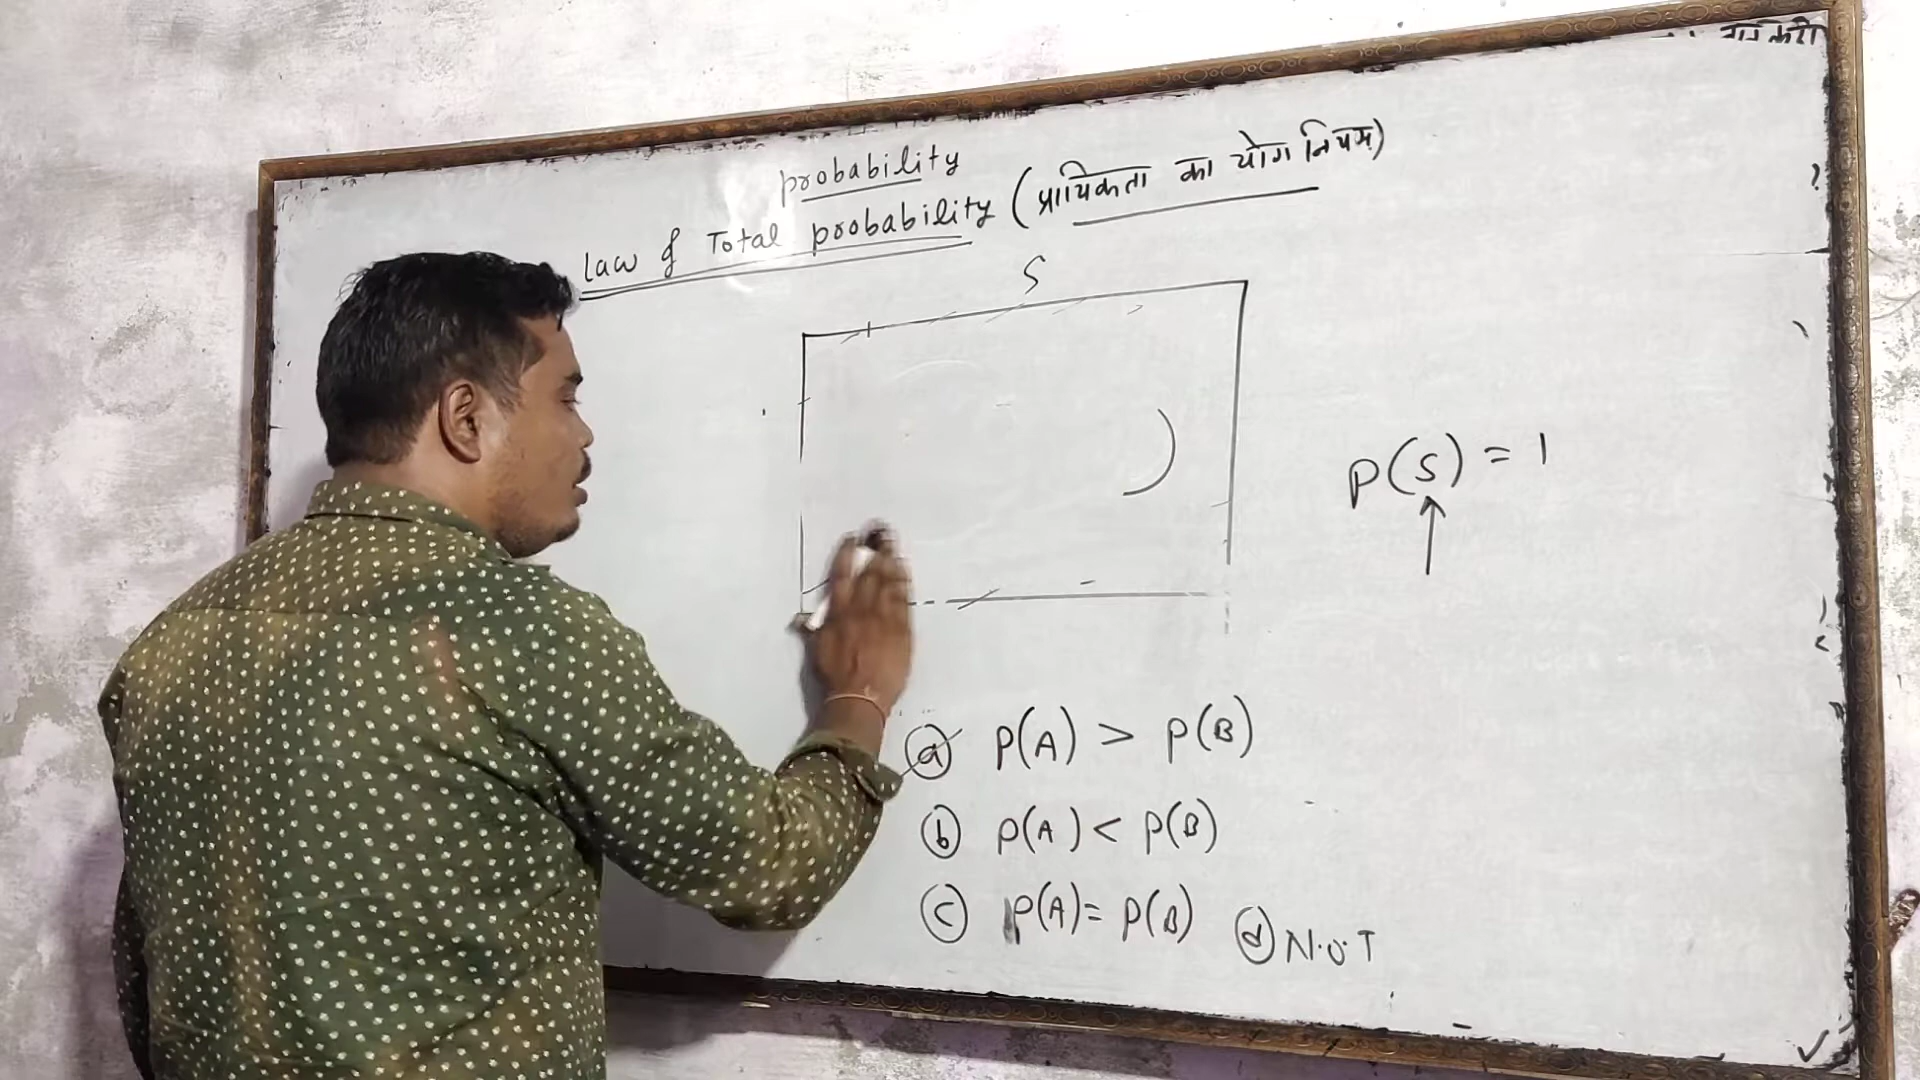 probability
Law of Total probability (प्रायिकता का योग नियम)
S
P(S) = 1
(a) P(A) > P(B)
(b) P(A) < P(B)
(c) P(A) = P(B) (d) N.O.T